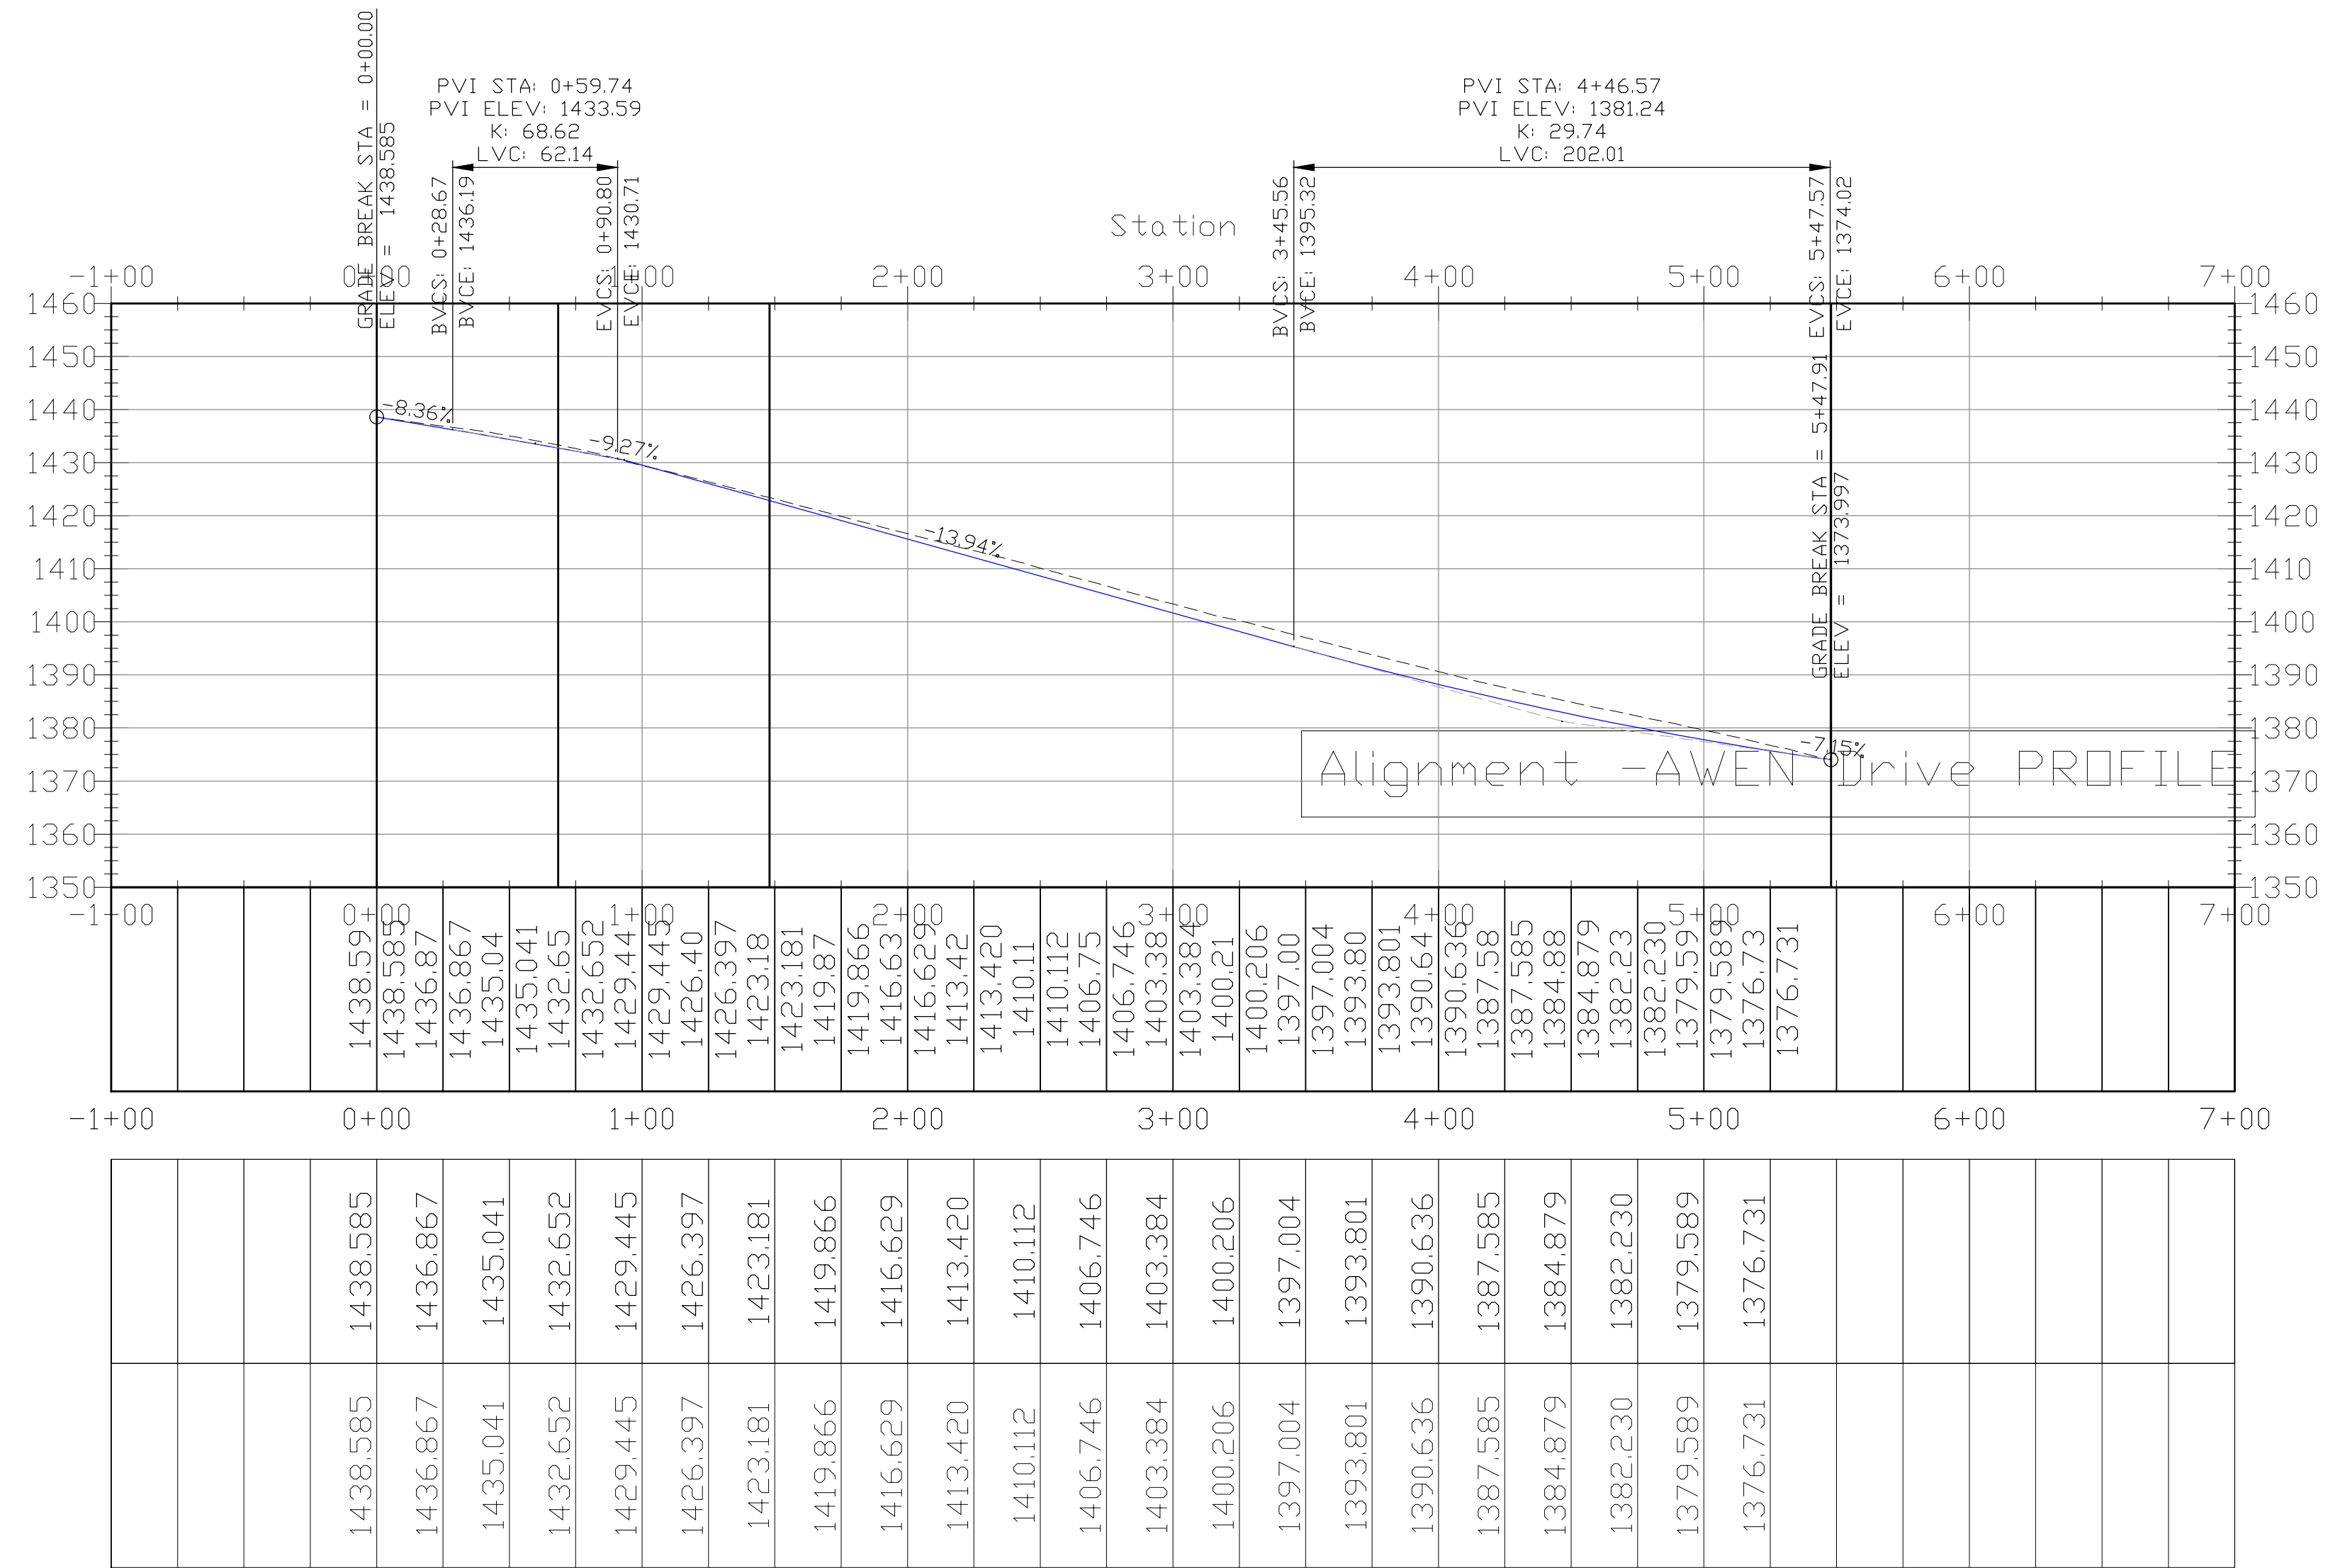 GRADE BREAK STA = 0+00.00
ELEV = 1438.585
PVI STA: 0+59.74
PVI ELEV: 1433.59
K: 68.62
LVC: 62.14
BVCS: 0+28.67
BVCE: 1436.19
EVCS: 0+90.80
EVCE: 1430.71
PVI STA: 4+46.57
PVI ELEV: 1381.24
K: 29.74
LVC: 202.01
BVCS: 3+45.56
BVCE: 1395.32
EVCS: 5+47.57
EVCE: 1374.02
GRADE BREAK STA = 5+47.91
ELEV = 1373.997
Station
-1+00 0+00 1+00 2+00 3+00 4+00 5+00 6+00 7+00
1460 1460
1450 1450
1440 1440
1430 1430
1420 1420
1410 1410
1400 1400
1390 1390
1380 1380
1370 1370
1360 1360
1350 1350
-8.36%
-9.27%
-13.94%
-7.15%
Alignment -AWEN Drive PROFILE
-1+00 0+00 1+00 2+00 3+00 4+00 5+00 6+00 7+00
1438.59 1438.585 1436.87 1436.867 1435.04 1435.041 1432.65 1432.652 1429.44 1429.445 1426.40 1426.397 1423.18 1423.181 1419.87 1419.866 1416.63 1416.629 1413.42 1413.420 1410.11 1410.112 1406.75 1406.746 1403.38 1403.384 1400.21 1400.206 1397.00 1397.004 1393.80 1393.801 1390.64 1390.636 1387.58 1387.585 1384.88 1384.879 1382.23 1382.230 1379.59 1379.589 1376.73 1376.731
-1+00 0+00 1+00 2+00 3+00 4+00 5+00 6+00 7+00
1438.585 1436.867 1435.041 1432.652 1429.445 1426.397 1423.181 1419.866 1416.629 1413.420 1410.112 1406.746 1403.384 1400.206 1397.004 1393.801 1390.636 1387.585 1384.879 1382.230 1379.589 1376.731
1438.585 1436.867 1435.041 1432.652 1429.445 1426.397 1423.181 1419.866 1416.629 1413.420 1410.112 1406.746 1403.384 1400.206 1397.004 1393.801 1390.636 1387.585 1384.879 1382.230 1379.589 1376.731